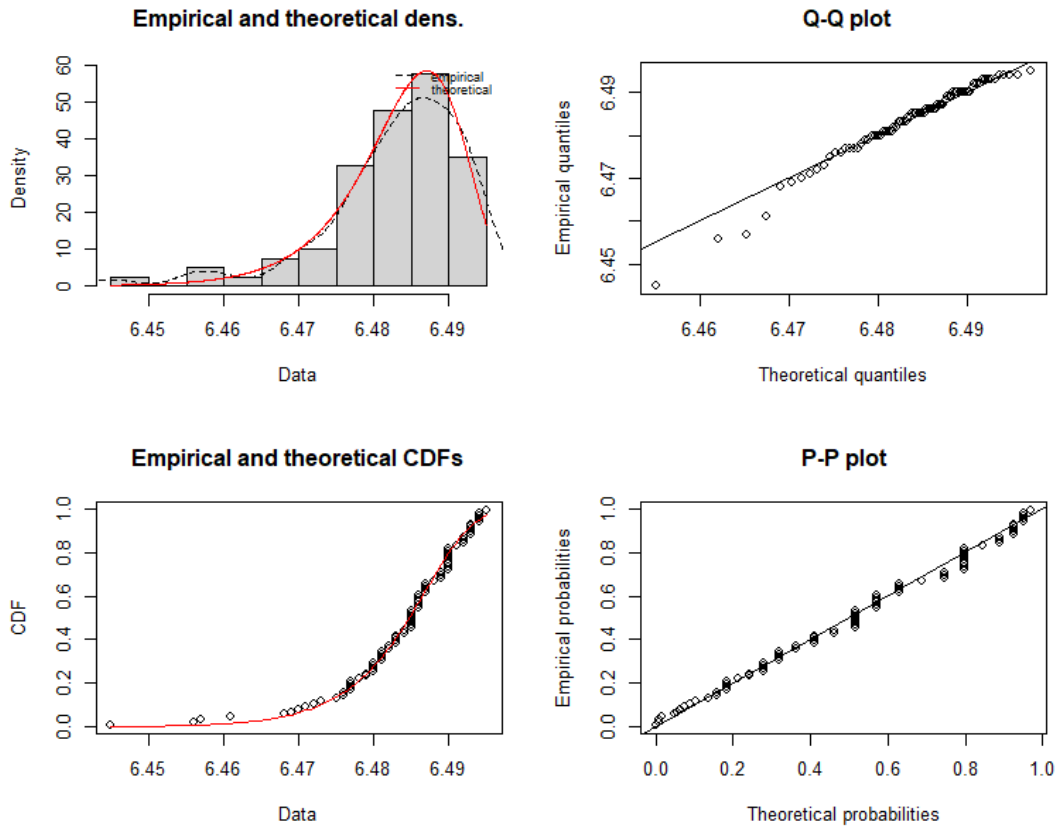 Empirical and theoretical dens.
Density
0 10 20 30 40 50 60
empirical
theoretical
6.45 6.46 6.47 6.48 6.49
Data
Q-Q plot
Empirical quantiles
6.45 6.47 6.49
6.46 6.47 6.48 6.49
Theoretical quantiles
Empirical and theoretical CDFs
CDF
0.0 0.2 0.4 0.6 0.8 1.0
6.45 6.46 6.47 6.48 6.49
Data
P-P plot
Empirical probabilities
0.0 0.2 0.4 0.6 0.8 1.0
0.0 0.2 0.4 0.6 0.8 1.0
Theoretical probabilities